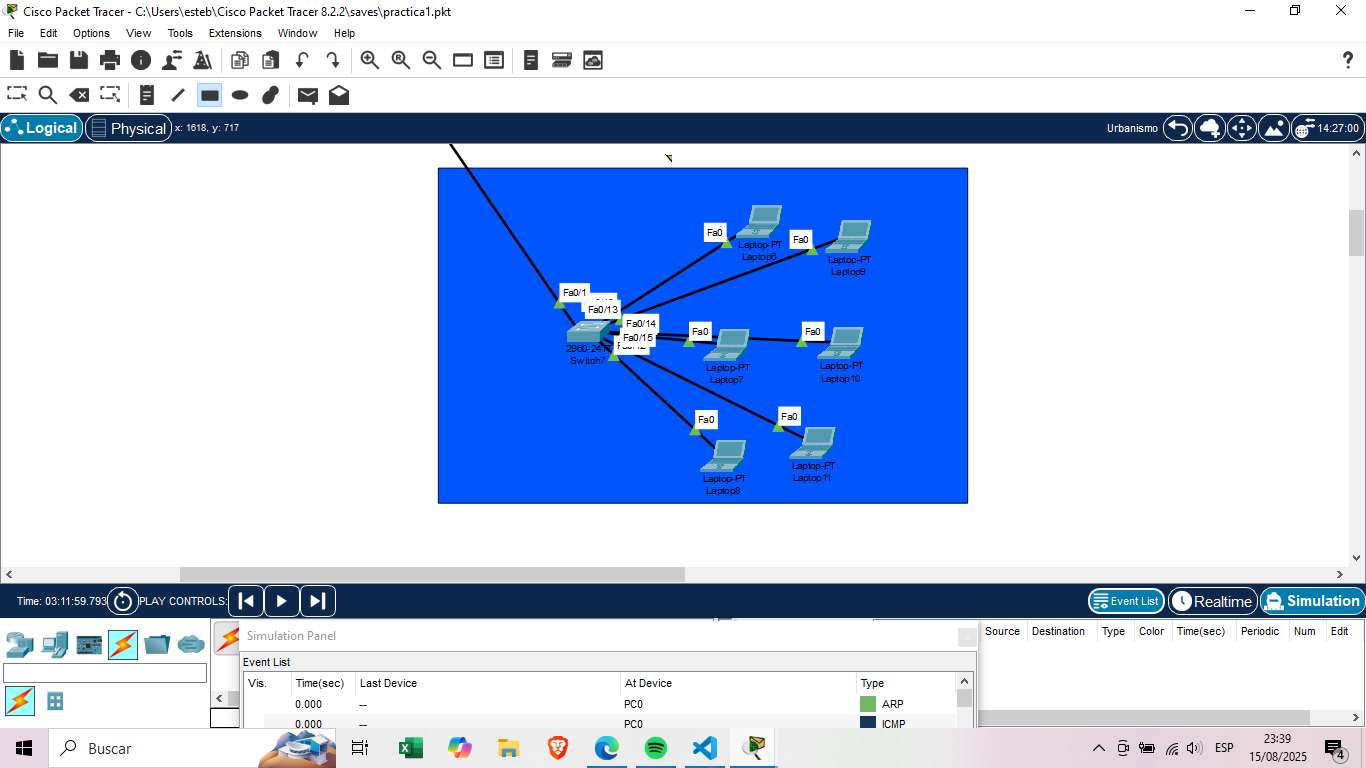 Cisco Packet Tracer - C:\Users\esteb\Cisco Packet Tracer 8.2.2\saves\practica1.pkt
File Edit Options View Tools Extensions Window Help
Logical Physical x: 1618, y: 717 Urbanismo 14:27:00
Fa0 Laptop-PT Laptop6
Fa0 Laptop-PT Laptop9
Fa0/1
Fa0/13
Fa0/14
Fa0/15
Switch7
Fa0 Laptop-PT Laptop7
Fa0 Laptop-PT Laptop10
Fa0 Laptop-PT Laptop8
Fa0 Laptop-PT Laptop11
Time: 03:11:59.793 PLAY CONTROLS: Event List Realtime Simulation
Simulation Panel
Source Destination Type Color Time(sec) Periodic Num Edit
Event List
Vis. Time(sec) Last Device At Device Type
0.000 -- PC0 ARP
0.000 -- PC0 ICMP
Buscar
ESP
23:39
15/08/2025
4